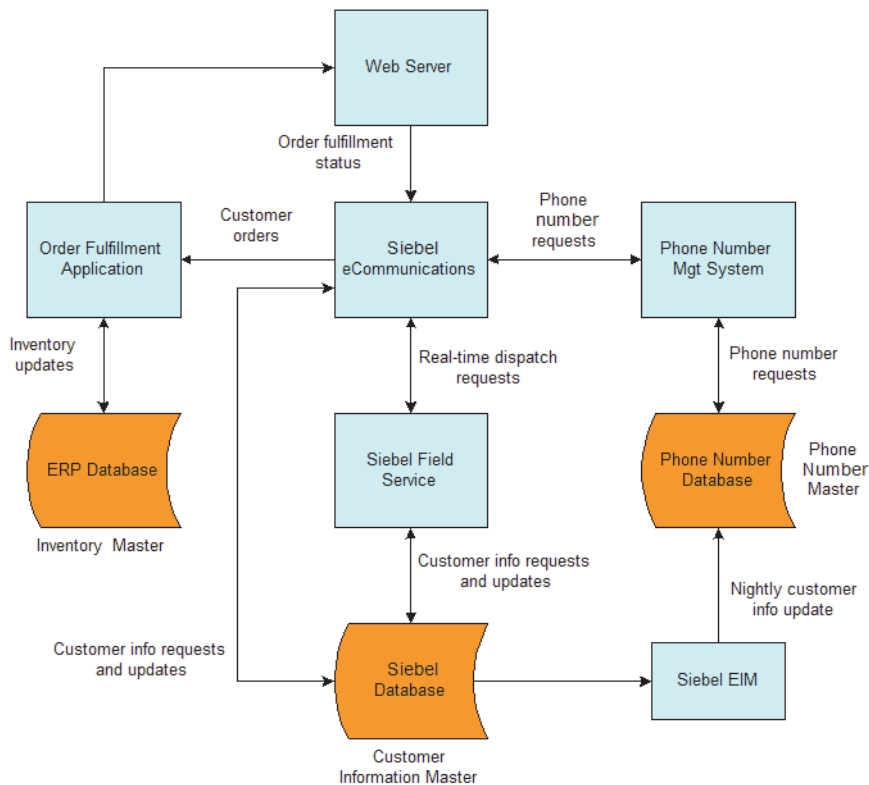 Web Server
Order fulfillment
status
Customer
orders
Phone
number
requests
Order Fulfillment
Application
Siebel
eCommunications
Phone Number
Mgt System
Inventory
updates
Real-time dispatch
requests
Phone number
requests
ERP Database
Siebel Field
Service
Phone Number
Database
Phone
Number
Master
Inventory Master
Customer info requests
and updates
Nightly customer
info update
Customer info requests
and updates
Siebel
Database
Siebel EIM
Customer
Information Master